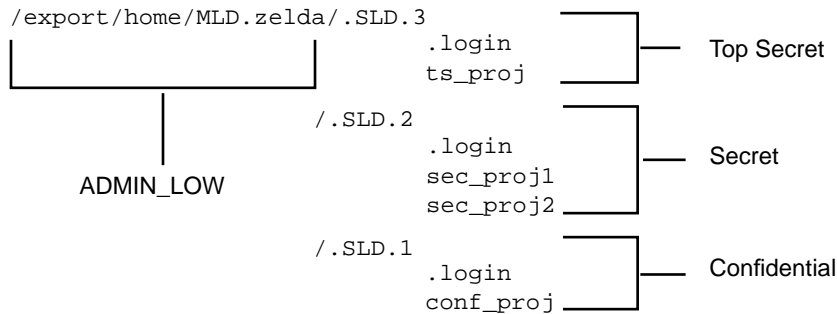 /export/home/MLD.zelda/.SLD.3
.login
ts_proj
Top Secret
/.SLD.2
.login
sec_proj1
sec_proj2
Secret
ADMIN_LOW
/.SLD.1
.login
conf_proj
Confidential